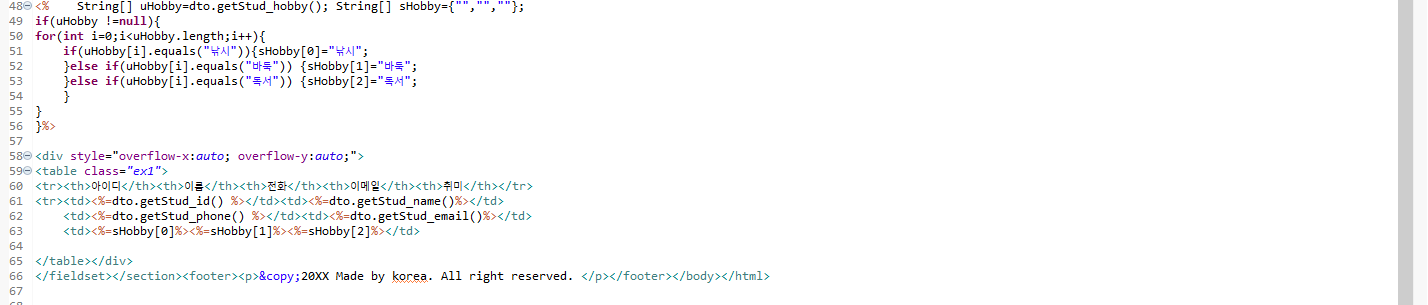 48 <%    String[] uHobby=dto.getStud_hobby(); String[] sHobby={"","",""};
49 if(uHobby !=null){
50 for(int i=0;i<uHobby.length;i++){
51     if(uHobby[i].equals("낚시")){sHobby[0]="낚시";
52     }else if(uHobby[i].equals("바둑")) {sHobby[1]="바둑";
53     }else if(uHobby[i].equals("독서")) {sHobby[2]="독서";
54     }
55 }
56 }%>
57
58 <div style="overflow-x:auto; overflow-y:auto;">
59 <table class="ex1">
60 <tr><th>아이디</th><th>이름</th><th>전화</th><th>이메일</th><th>취미</th></tr>
61 <tr><td><%=dto.getStud_id() %></td><td><%=dto.getStud_name()%></td>
62     <td><%=dto.getStud_phone() %></td><td><%=dto.getStud_email()%></td>
63     <td><%=sHobby[0]%><%=sHobby[1]%><%=sHobby[2]%></td>
64
65 </table></div>
66 </fieldset></section><footer><p>&copy;20XX Made by korea. All right reserved. </p></footer></body></html>
67